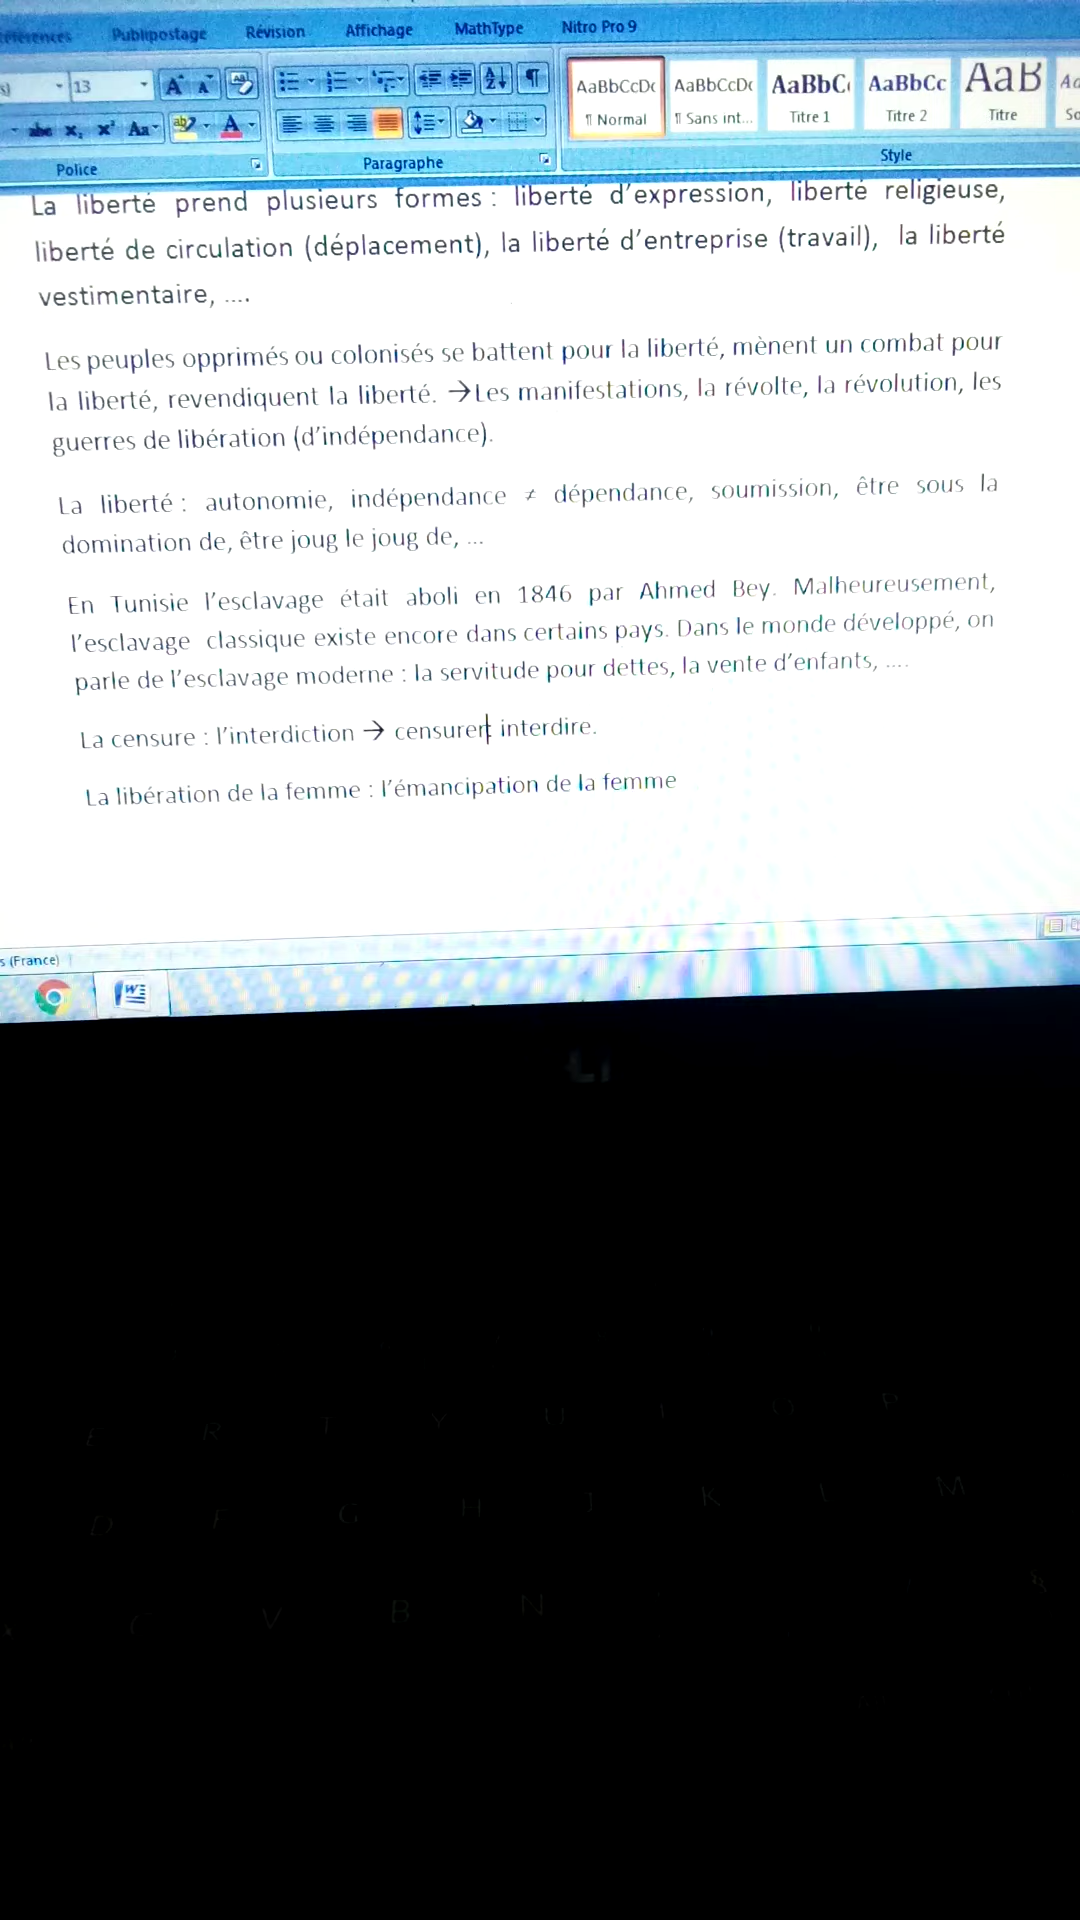 Publipostage Révision Affichage MathType Nitro Pro 9
13
AaBbCcDc AaBbCcDc AaBbC AaBbCc AaB
¶ Normal ¶ Sans int... Titre 1 Titre 2 Titre
Police Paragraphe Style
La liberté prend plusieurs formes : liberté d'expression, liberté religieuse,
liberté de circulation (déplacement), la liberté d'entreprise (travail), la liberté
vestimentaire, ....
Les peuples opprimés ou colonisés se battent pour la liberté, mènent un combat pour
la liberté, revendiquent la liberté. →Les manifestations, la révolte, la révolution, les
guerres de libération (d'indépendance).
La liberté : autonomie, indépendance ≠ dépendance, soumission, être sous la
domination de, être joug le joug de, ...
En Tunisie l'esclavage était aboli en 1846 par Ahmed Bey. Malheureusement,
l'esclavage classique existe encore dans certains pays. Dans le monde développé, on
parle de l'esclavage moderne : la servitude pour dettes, la vente d'enfants, ....
La censure : l'interdiction → censurer: interdire.
La libération de la femme : l'émancipation de la femme
(France)
R T Y U I O P
D F G H J K L M
C V B N